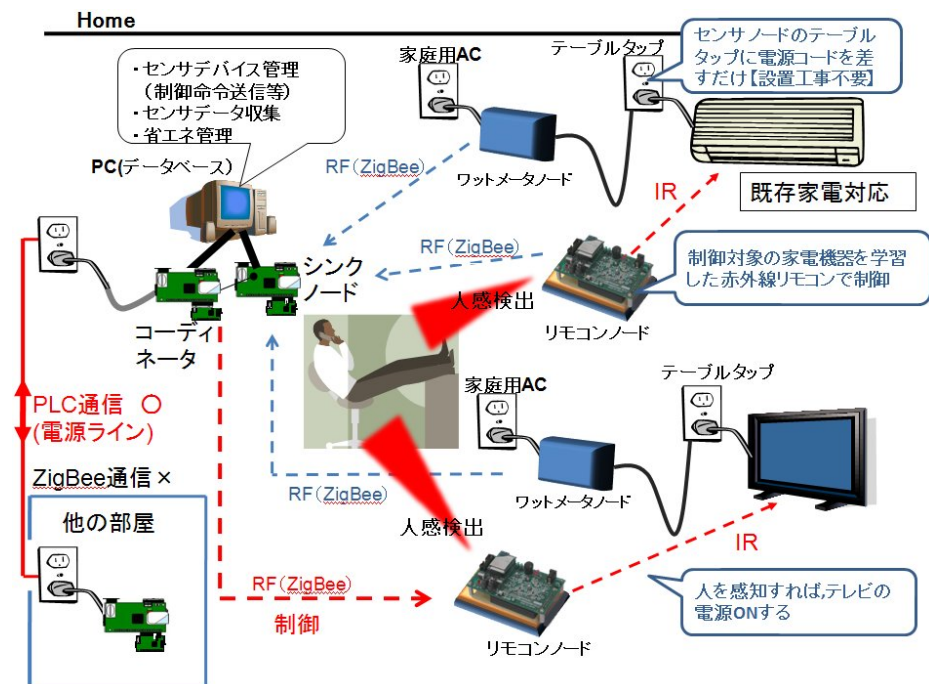 Home
・センサデバイス管理
（制御命令送信等）
・センサデータ収集
・省エネ管理
PC(データベース)
家庭用AC
テーブルタップ
センサノードのテーブル
タップに電源コードを差
すだけ【設置工事不要】
RF(ZigBee)
ワットメータノード
IR
既存家電対応
RF(ZigBee)
シンク
ノード
制御対象の家電機器を学習
した赤外線リモコンで制御
人感検出
リモコンノード
コーディ
ネータ
家庭用AC
テーブルタップ
PLC通信 ○
(電源ライン)
ZigBee通信×
RF(ZigBee)
ワットメータノード
他の部屋
人感検出
IR
RF(ZigBee)
制御
人を感知すれば,テレビの
電源ONする
リモコンノード